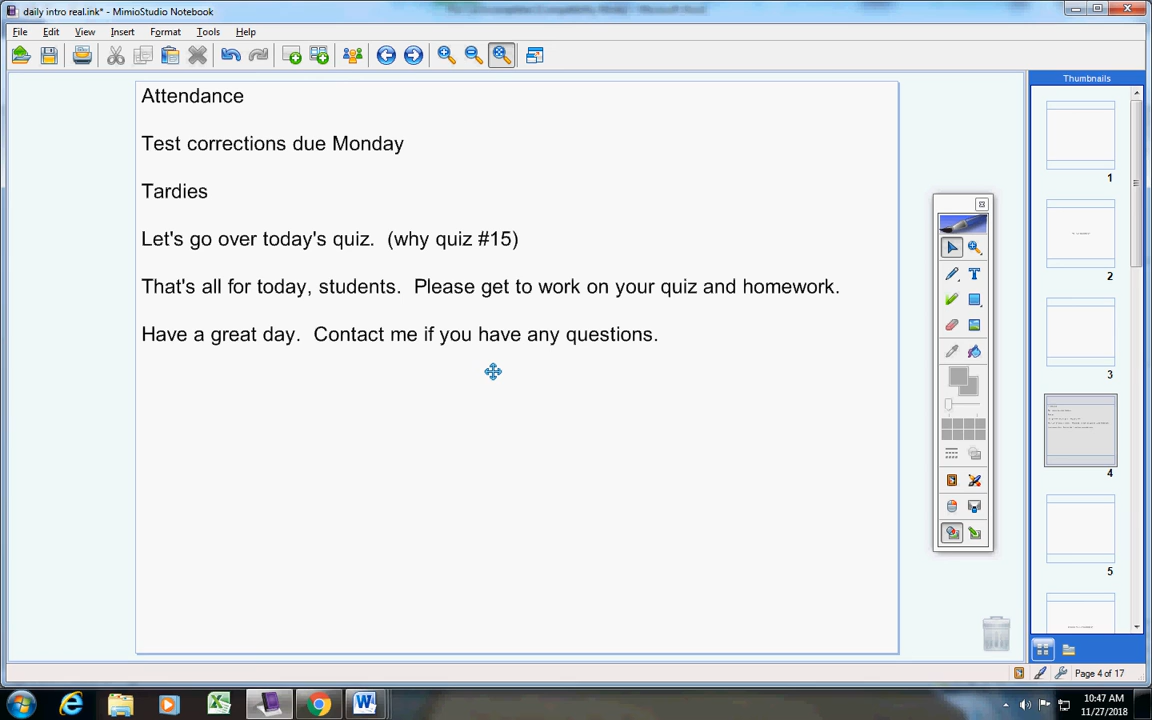 daily intro real.ink* - MimioStudio Notebook
File Edit View Insert Format Tools Help
Attendance
Test corrections due Monday
Tardies
Let's go over today's quiz. (why quiz #15)
That's all for today, students. Please get to work on your quiz and homework.
Have a great day. Contact me if you have any questions.
Thumbnails
1
2
3
4
5
Page 4 of 17
10:47 AM
11/27/2018